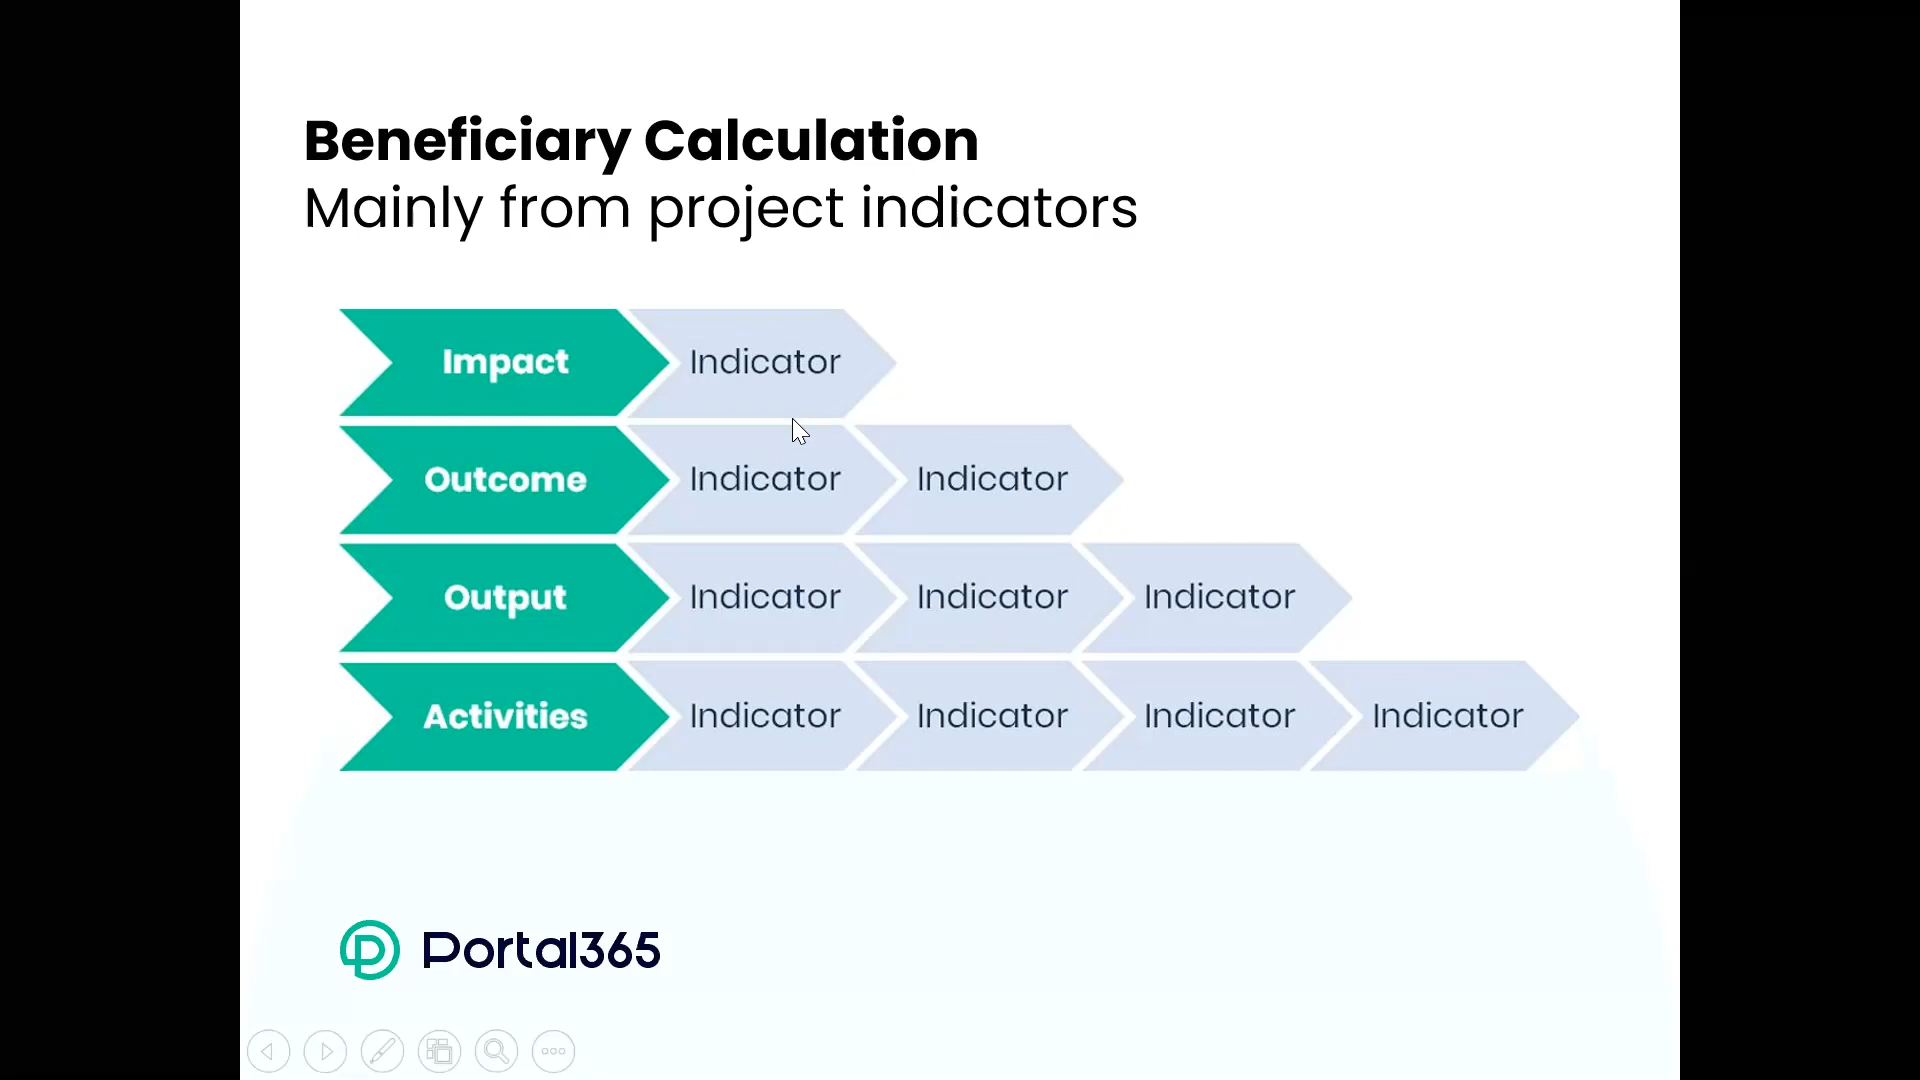 Beneficiary Calculation
Mainly from project indicators
Impact Indicator
Outcome Indicator Indicator
Output Indicator Indicator Indicator
Activities Indicator Indicator Indicator Indicator
Portal365